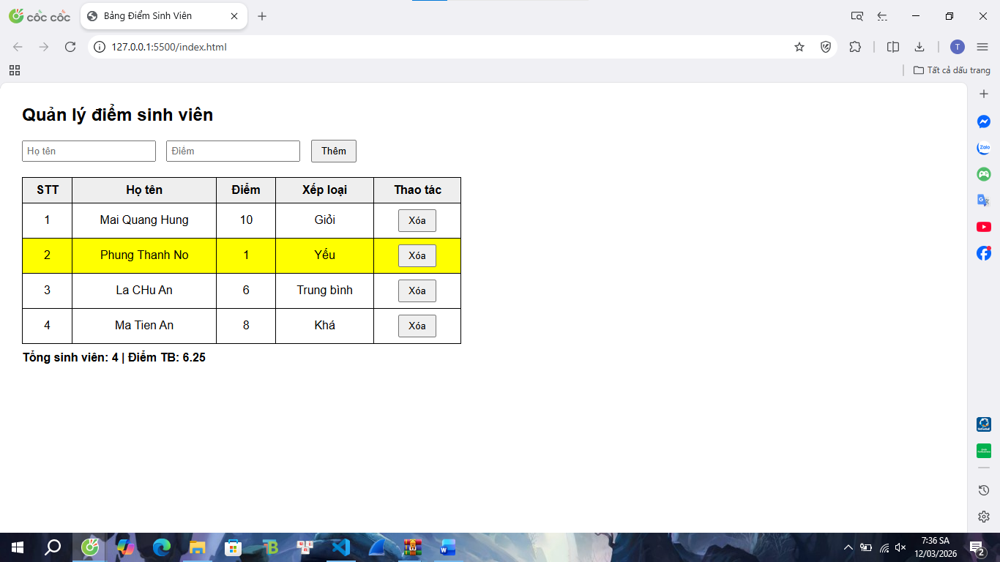 cốc cốc
Bảng Điểm Sinh Viên
127.0.0.1:5500/index.html
T
Tất cả dấu trang
Quản lý điểm sinh viên
Họ tên Điểm Thêm
STT Họ tên Điểm Xếp loại Thao tác
1 Mai Quang Hung 10 Giỏi Xóa
2 Phung Thanh No 1 Yếu Xóa
3 La CHu An 6 Trung bình Xóa
4 Ma Tien An 8 Khá Xóa
Tổng sinh viên: 4 | Điểm TB: 6.25
Zalo
7:36 SA
12/03/2026
2